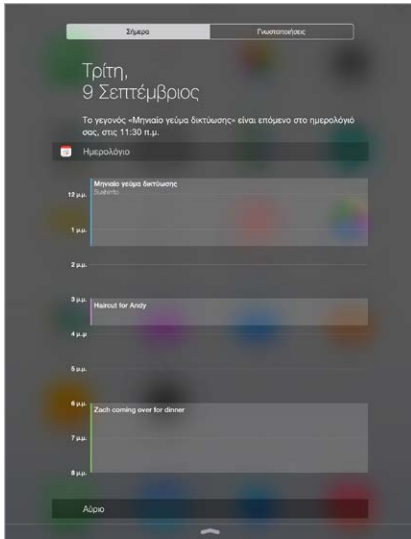 Σήμερα
Γνωστοποιήσεις
Τρίτη,
9 Σεπτέμβριος
Το γεγονός «Μηνιαίο γεύμα δικτύωσης» είναι επόμενο στο ημερολόγιό
σας, στις 11:30 π.μ.
Ημερολόγιο
Μηνιαίο γεύμα δικτύωσης
12 μ.μ.
1 μ.μ.
2 μ.μ.
3 μ.μ.
Haircut for Andy
4 μ.μ.
5 μ.μ.
6 μ.μ.
Zach coming over for dinner
7 μ.μ.
8 μ.μ.
Αύριο